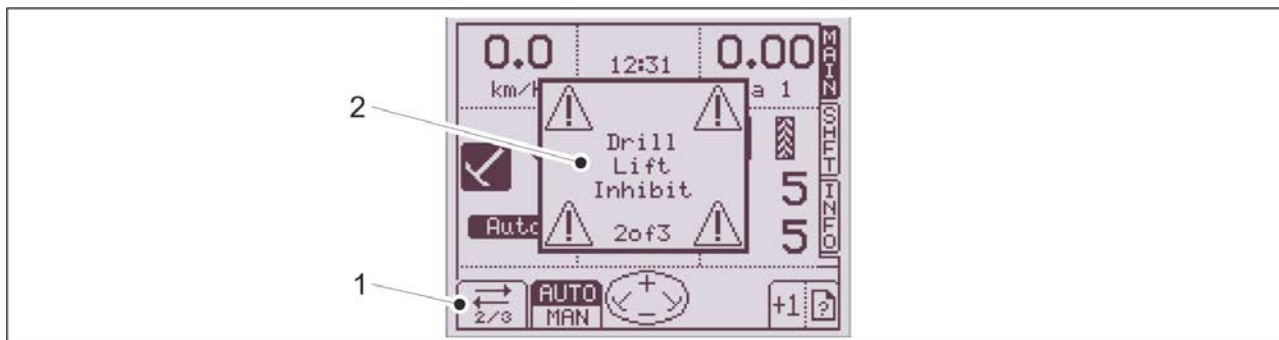 0.0
12:31
0.00
km/h
a 1
MAIN
SHFT
INFO
2
Drill
Lift
Inhibit
2of3
5
5
Auto
1
2/3
AUTO
MAN
+
-
+1
?